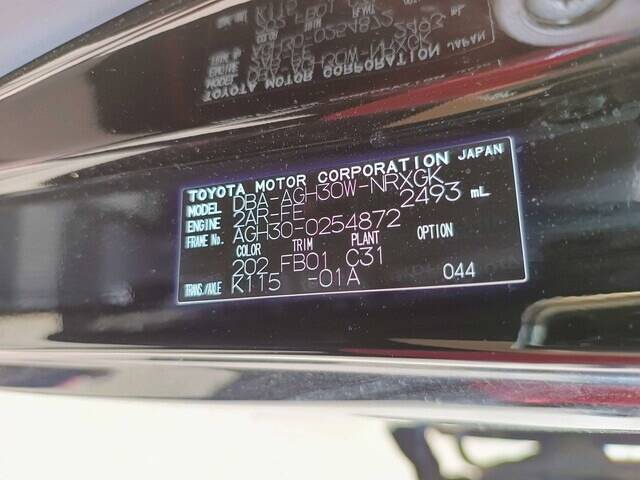 TOYOTA MOTOR CORPORATION JAPAN
MODEL DBA-AGH30W-NRXGK
ENGINE 2AR-FE 2493 mL
FRAME No. AGH30-0254872
COLOR TRIM PLANT OPTION
202 FB01 C31
TRANS./AXLE K115 -01A 044